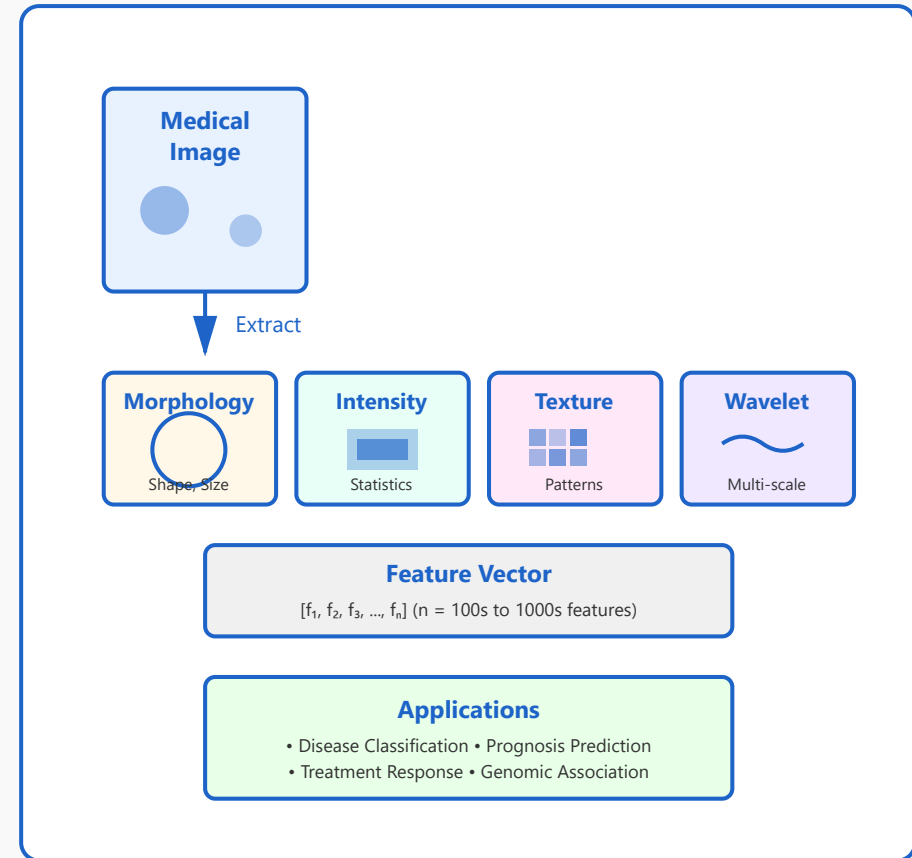 Medical
Image
Extract
Morphology
Shape, Size
Intensity
Statistics
Texture
Patterns
Wavelet
Multi-scale
Feature Vector
[f₁, f₂, f₃, ..., fₙ] (n = 100s to 1000s features)
Applications
• Disease Classification • Prognosis Prediction
• Treatment Response • Genomic Association